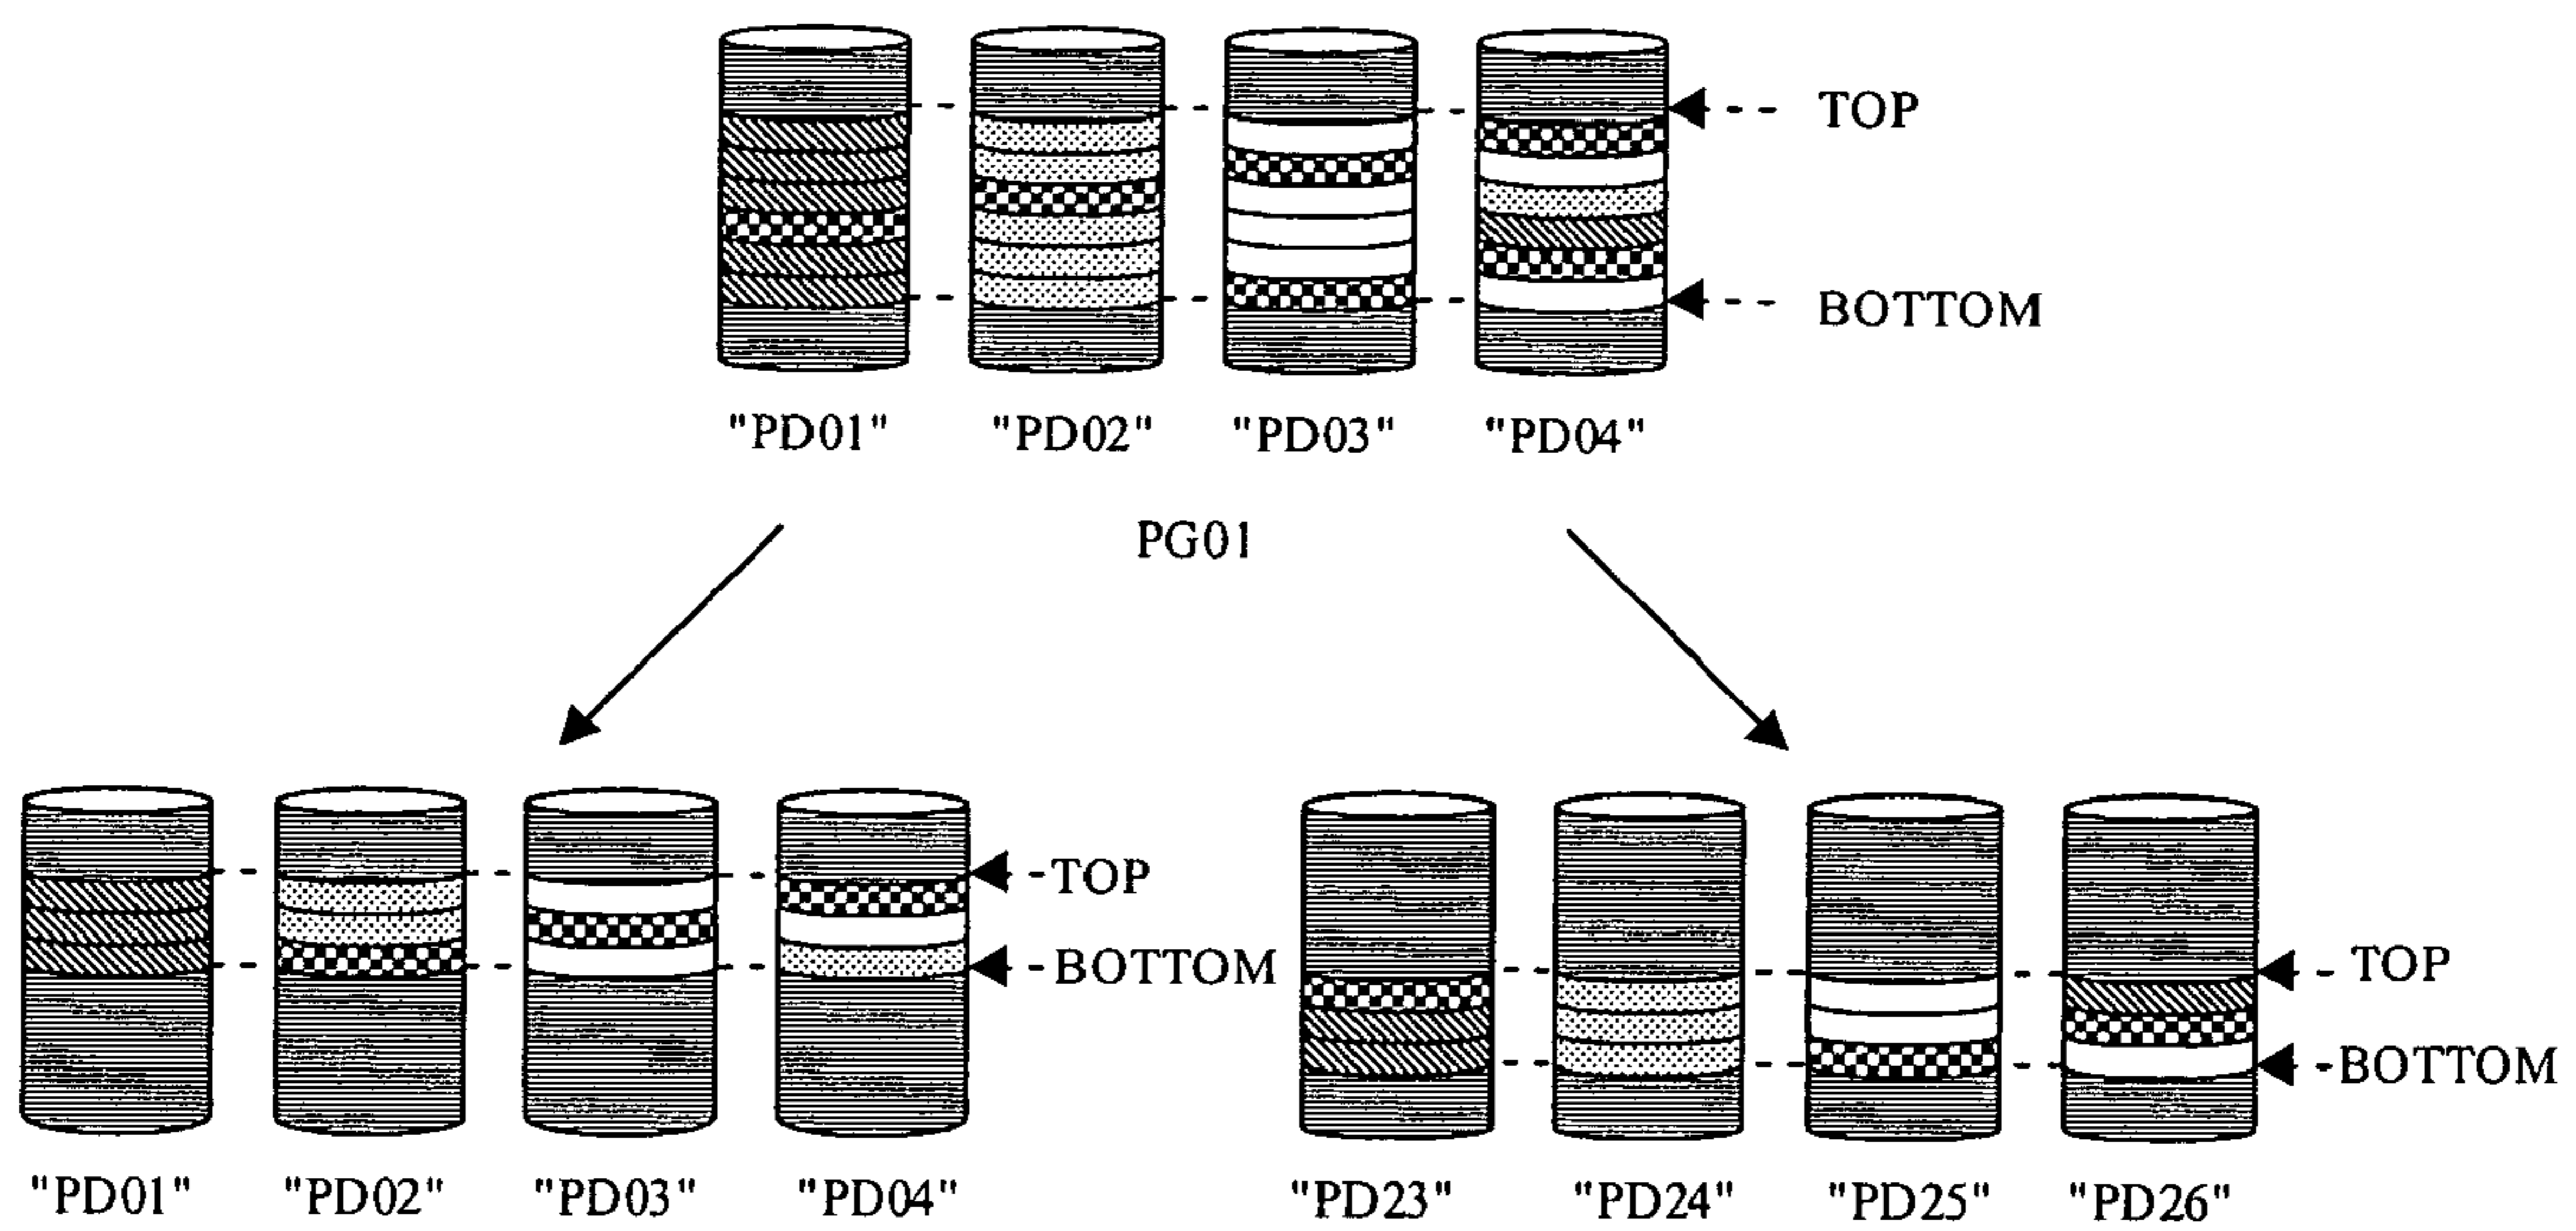 TOP
BOTTOM
"PD01" "PD02" "PD03" "PD04"
PG01
TOP
BOTTOM
TOP
BOTTOM
"PD01" "PD02" "PD03" "PD04" "PD23" "PD24" "PD25" "PD26"